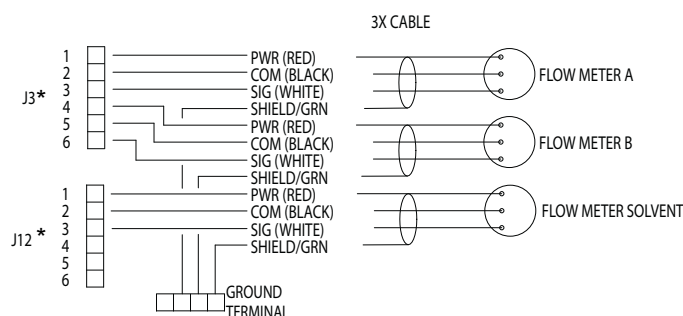 3X CABLE
J3*
1
2
3
4
5
6
PWR (RED)
COM (BLACK)
SIG (WHITE)
SHIELD/GRN
PWR (RED)
COM (BLACK)
SIG (WHITE)
SHIELD/GRN
PWR (RED)
COM (BLACK)
SIG (WHITE)
SHIELD/GRN
FLOW METER A
FLOW METER B
FLOW METER SOLVENT
J12 *
1
2
3
4
5
6
GROUND
TERMINAL